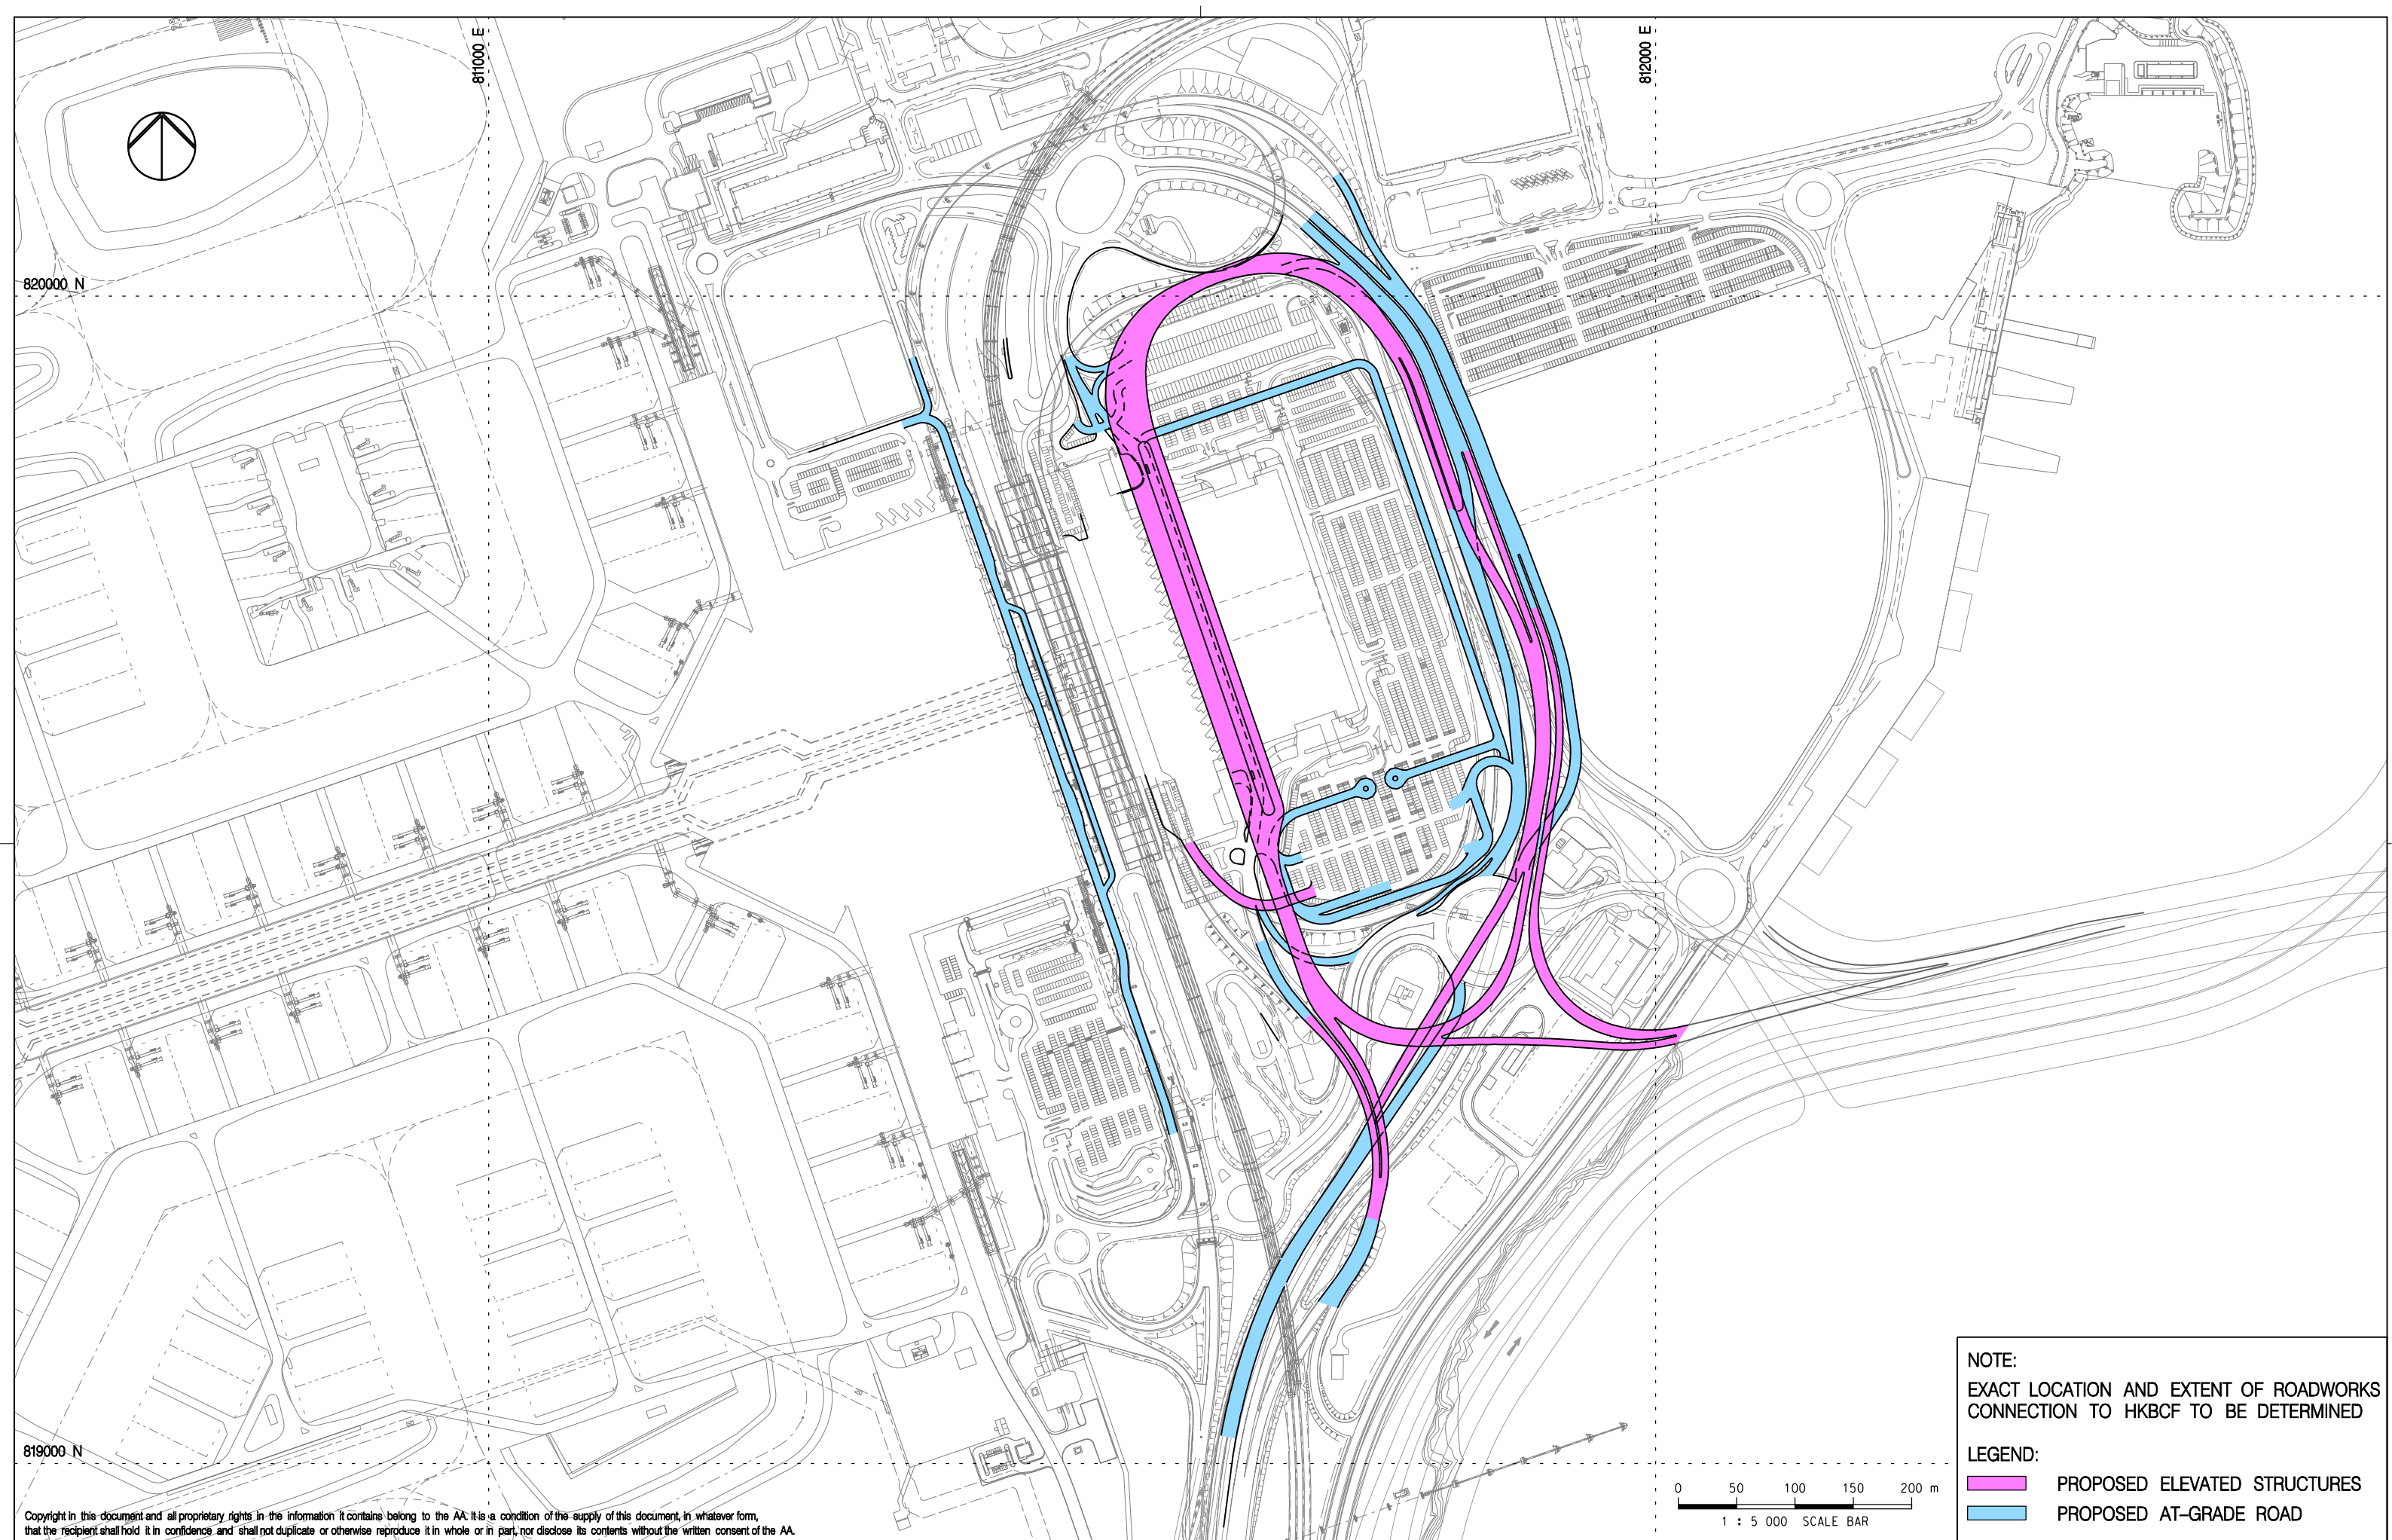 811000 E
812000 E
820000 N
819000 N
NOTE:
EXACT LOCATION AND EXTENT OF ROADWORKS
CONNECTION TO HKBCF TO BE DETERMINED
LEGEND:
PROPOSED ELEVATED STRUCTURES
PROPOSED AT-GRADE ROAD
0 50 100 150 200 m
1 : 5 000 SCALE BAR
Copyright in this document and all proprietary rights in the information it contains belong to the AA. It is a condition of the supply of this document, in whatever form,
that the recipient shall hold it in confidence and shall not duplicate or otherwise reproduce it in whole or in part, nor disclose its contents without the written consent of the AA.